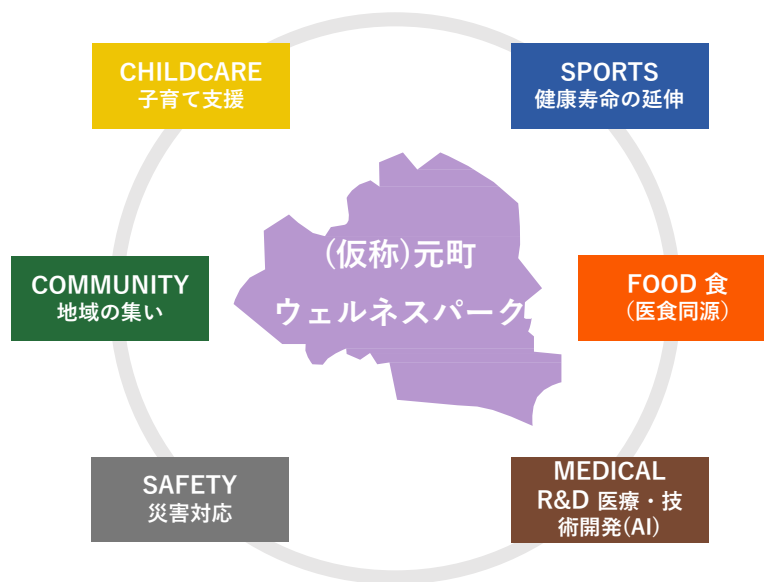 CHILDCARE
子育て支援
SPORTS
健康寿命の延伸
(仮称)元町
ウェルネスパーク
COMMUNITY
地域の集い
FOOD 食
（医食同源）
SAFETY
災害対応
MEDICAL
R&D 医療・技
術開発(AI)